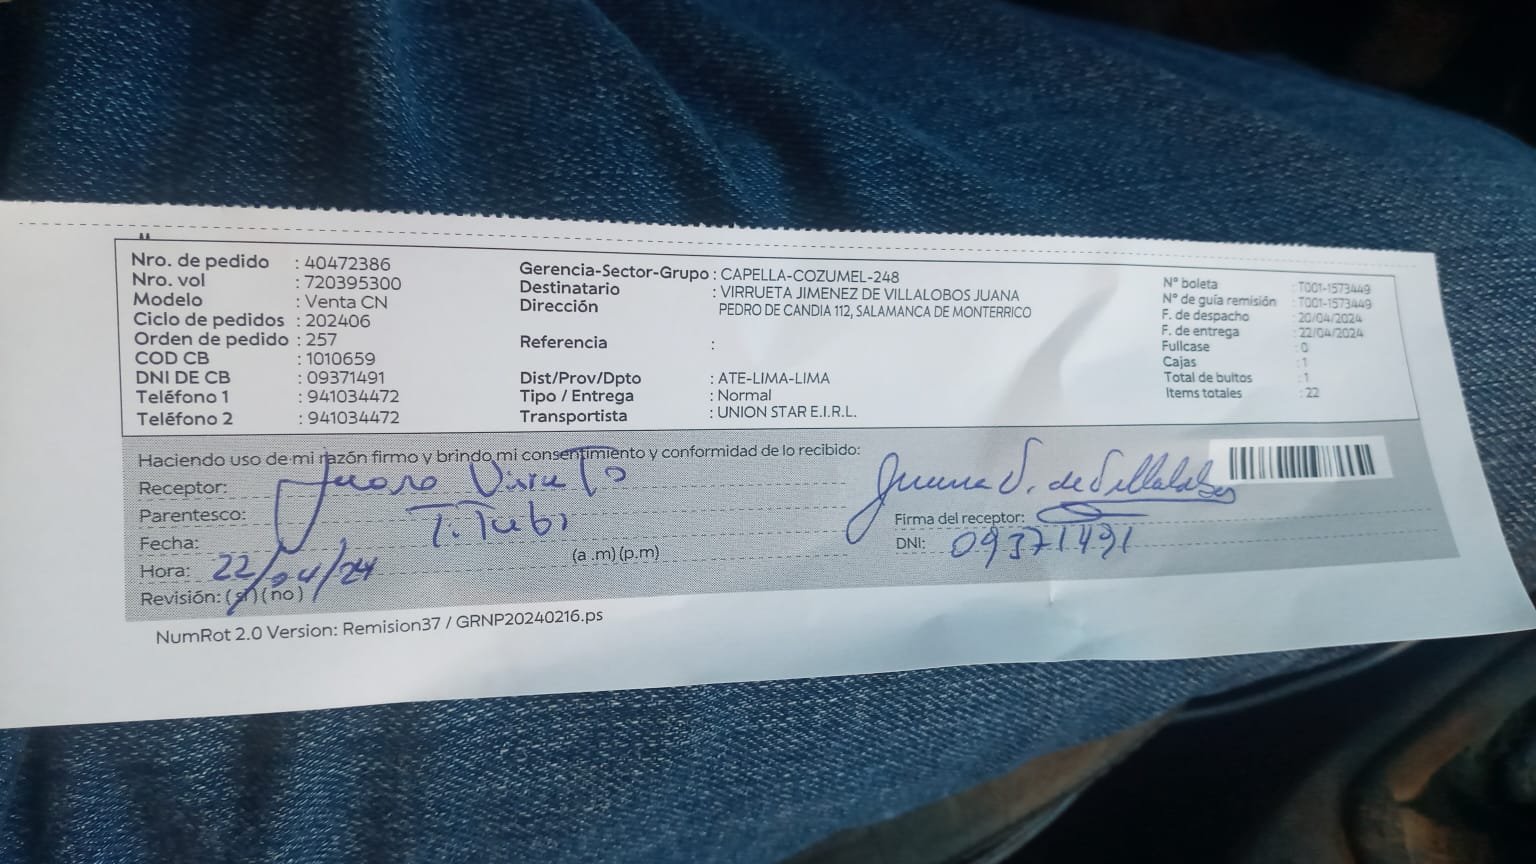 Nro. de pedido : 40472386
Nro. vol : 720395300
Modelo : Venta CN
Ciclo de pedidos : 202406
Orden de pedido : 257
COD CB : 1010659
DNI DE CB : 09371491
Teléfono 1 : 941034472
Teléfono 2 : 941034472
Gerencia-Sector-Grupo : CAPELLA-COZUMEL-248
Destinatario : VIRRUETA JIMENEZ DE VILLALOBOS JUANA
Dirección PEDRO DE CANDIA 112, SALAMANCA DE MONTERRICO
Referencia :
Dist/Prov/Dpto : ATE-LIMA-LIMA
Tipo / Entrega : Normal
Transportista : UNION STAR E.I.R.L.
N° boleta : T001-1573449
N° de guía remisión : T001-1573449
F. de despacho : 20/04/2024
F. de entrega : 22/04/2024
Fullcase : 0
Cajas : 1
Total de bultos : 1
Items totales : 22
Haciendo uso de mi razón firmo y brindo mi consentimiento y conformidad de lo recibido:
Receptor:
Parentesco:
Fecha:
Hora: 22/04/24 (a .m) (p.m)
Revisión: (si) (no)
Juana V. de Villalobos
Firma del receptor:
DNI: 09371491
NumRot 2.0 Version: Remision37 / GRNP20240216.ps